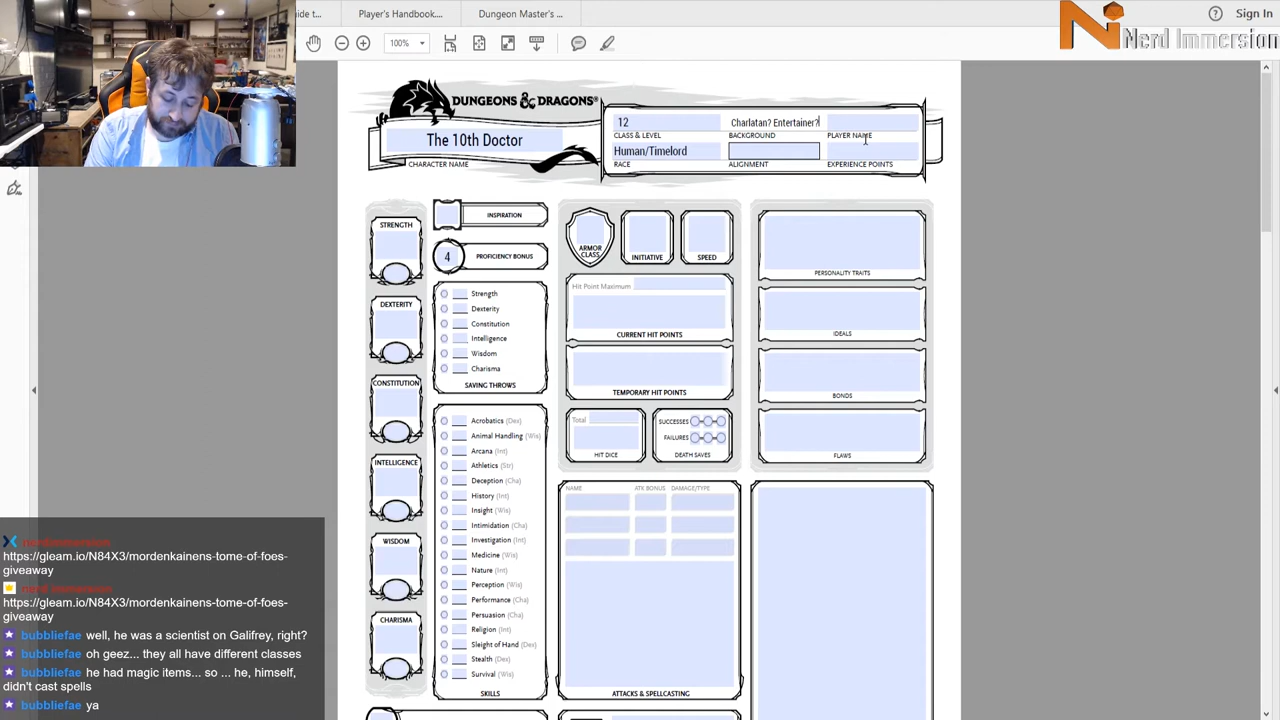 ide t...
Player's Handbook....
Dungeon Master's ...
Sign In
100%
Nerd Immersion
DUNGEONS & DRAGONS®
The 10th Doctor
CHARACTER NAME
12
Charlatan? Entertainer?
CLASS & LEVEL
BACKGROUND
PLAYER NAME
Human/Timelord
RACE
ALIGNMENT
EXPERIENCE POINTS
STRENGTH
DEXTERITY
CONSTITUTION
INTELLIGENCE
WISDOM
CHARISMA
INSPIRATION
4
PROFICIENCY BONUS
Strength
Dexterity
Constitution
Intelligence
Wisdom
Charisma
SAVING THROWS
Acrobatics (Dex)
Animal Handling (Wis)
Arcana (Int)
Athletics (Str)
Deception (Cha)
History (Int)
Insight (Wis)
Intimidation (Cha)
Investigation (Int)
Medicine (Wis)
Nature (Int)
Perception (Wis)
Performance (Cha)
Persuasion (Cha)
Religion (Int)
Sleight of Hand (Dex)
Stealth (Dex)
Survival (Wis)
SKILLS
ARMOR
CLASS
INITIATIVE
SPEED
Hit Point Maximum
CURRENT HIT POINTS
TEMPORARY HIT POINTS
Total
HIT DICE
SUCCESSES
FAILURES
DEATH SAVES
NAME
ATK BONUS
DAMAGE/TYPE
ATTACKS & SPELLCASTING
PERSONALITY TRAITS
IDEALS
BONDS
FLAWS
nerdimmersion
https://gleam.io/N84X3/mordenkainens-tome-of-foes-
giveaway
nerd immersion
https://gleam.io/N84X3/mordenkainens-tome-of-foes-
giveaway
bubbliefae well, he was a scientist on Galifrey, right?
bubbliefae oh geez... they all have different classes
bubbliefae he had magic items... so ... he, himself,
didn't cast spells
bubbliefae ya